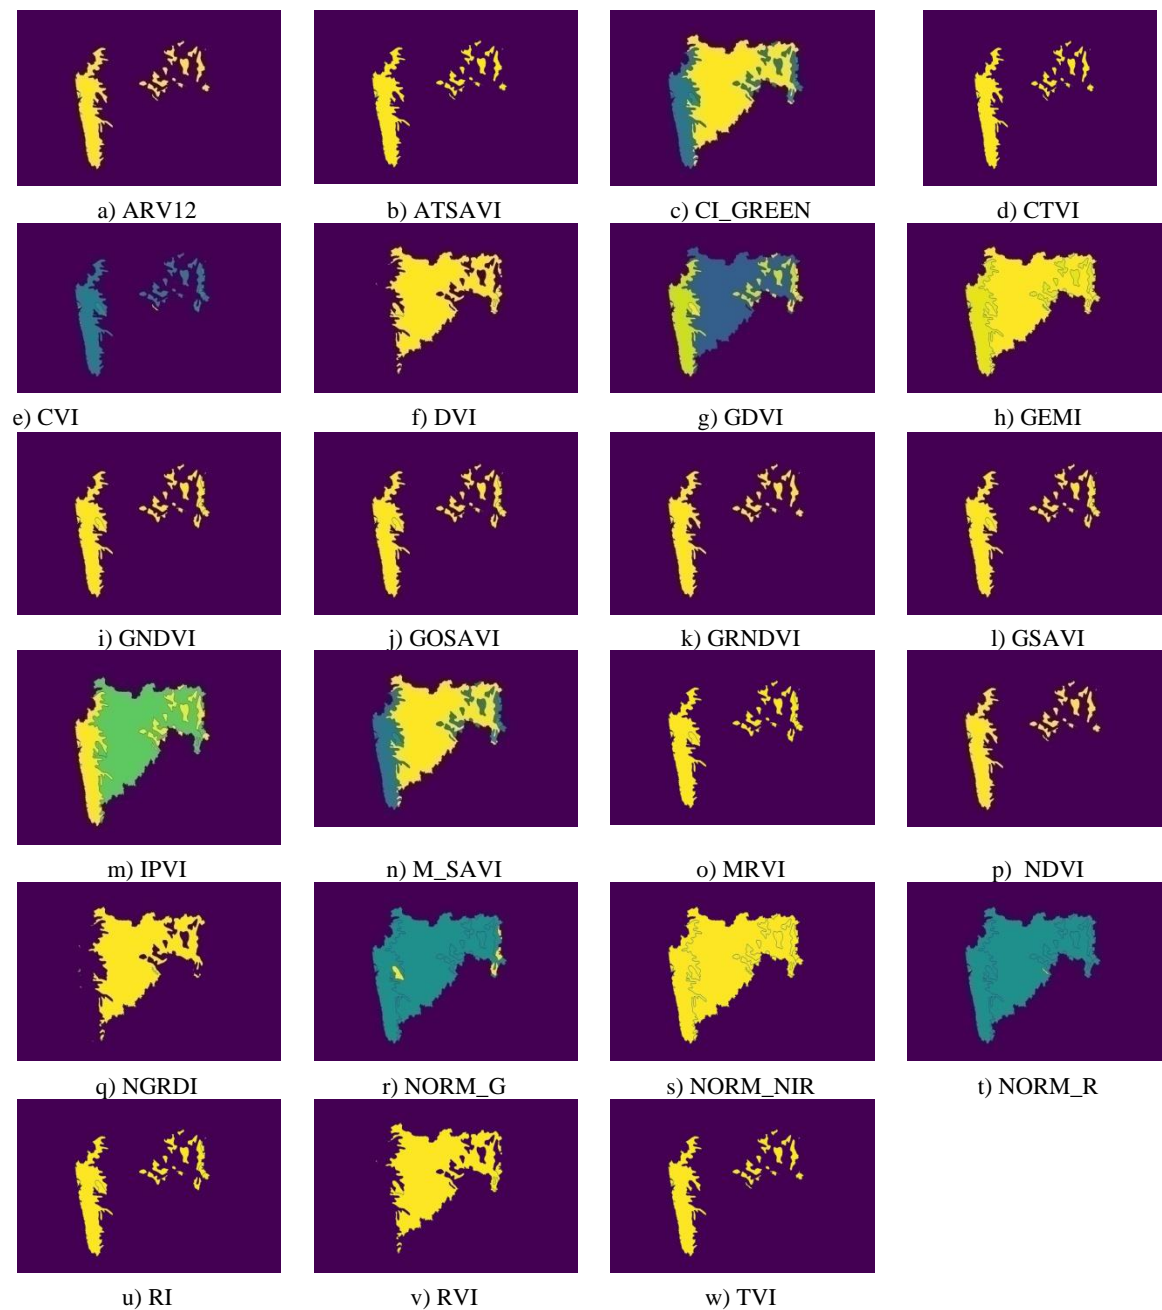 a) ARV12 b) ATSAVI c) CI_GREEN d) CTVI
e) CVI f) DVI g) GDVI h) GEMI
i) GNDVI j) GOSAVI k) GRNDVI l) GSAVI
m) IPVI n) M_SAVI o) MRVI p) NDVI
q) NGRDI r) NORM_G s) NORM_NIR t) NORM_R
u) RI v) RVI w) TVI